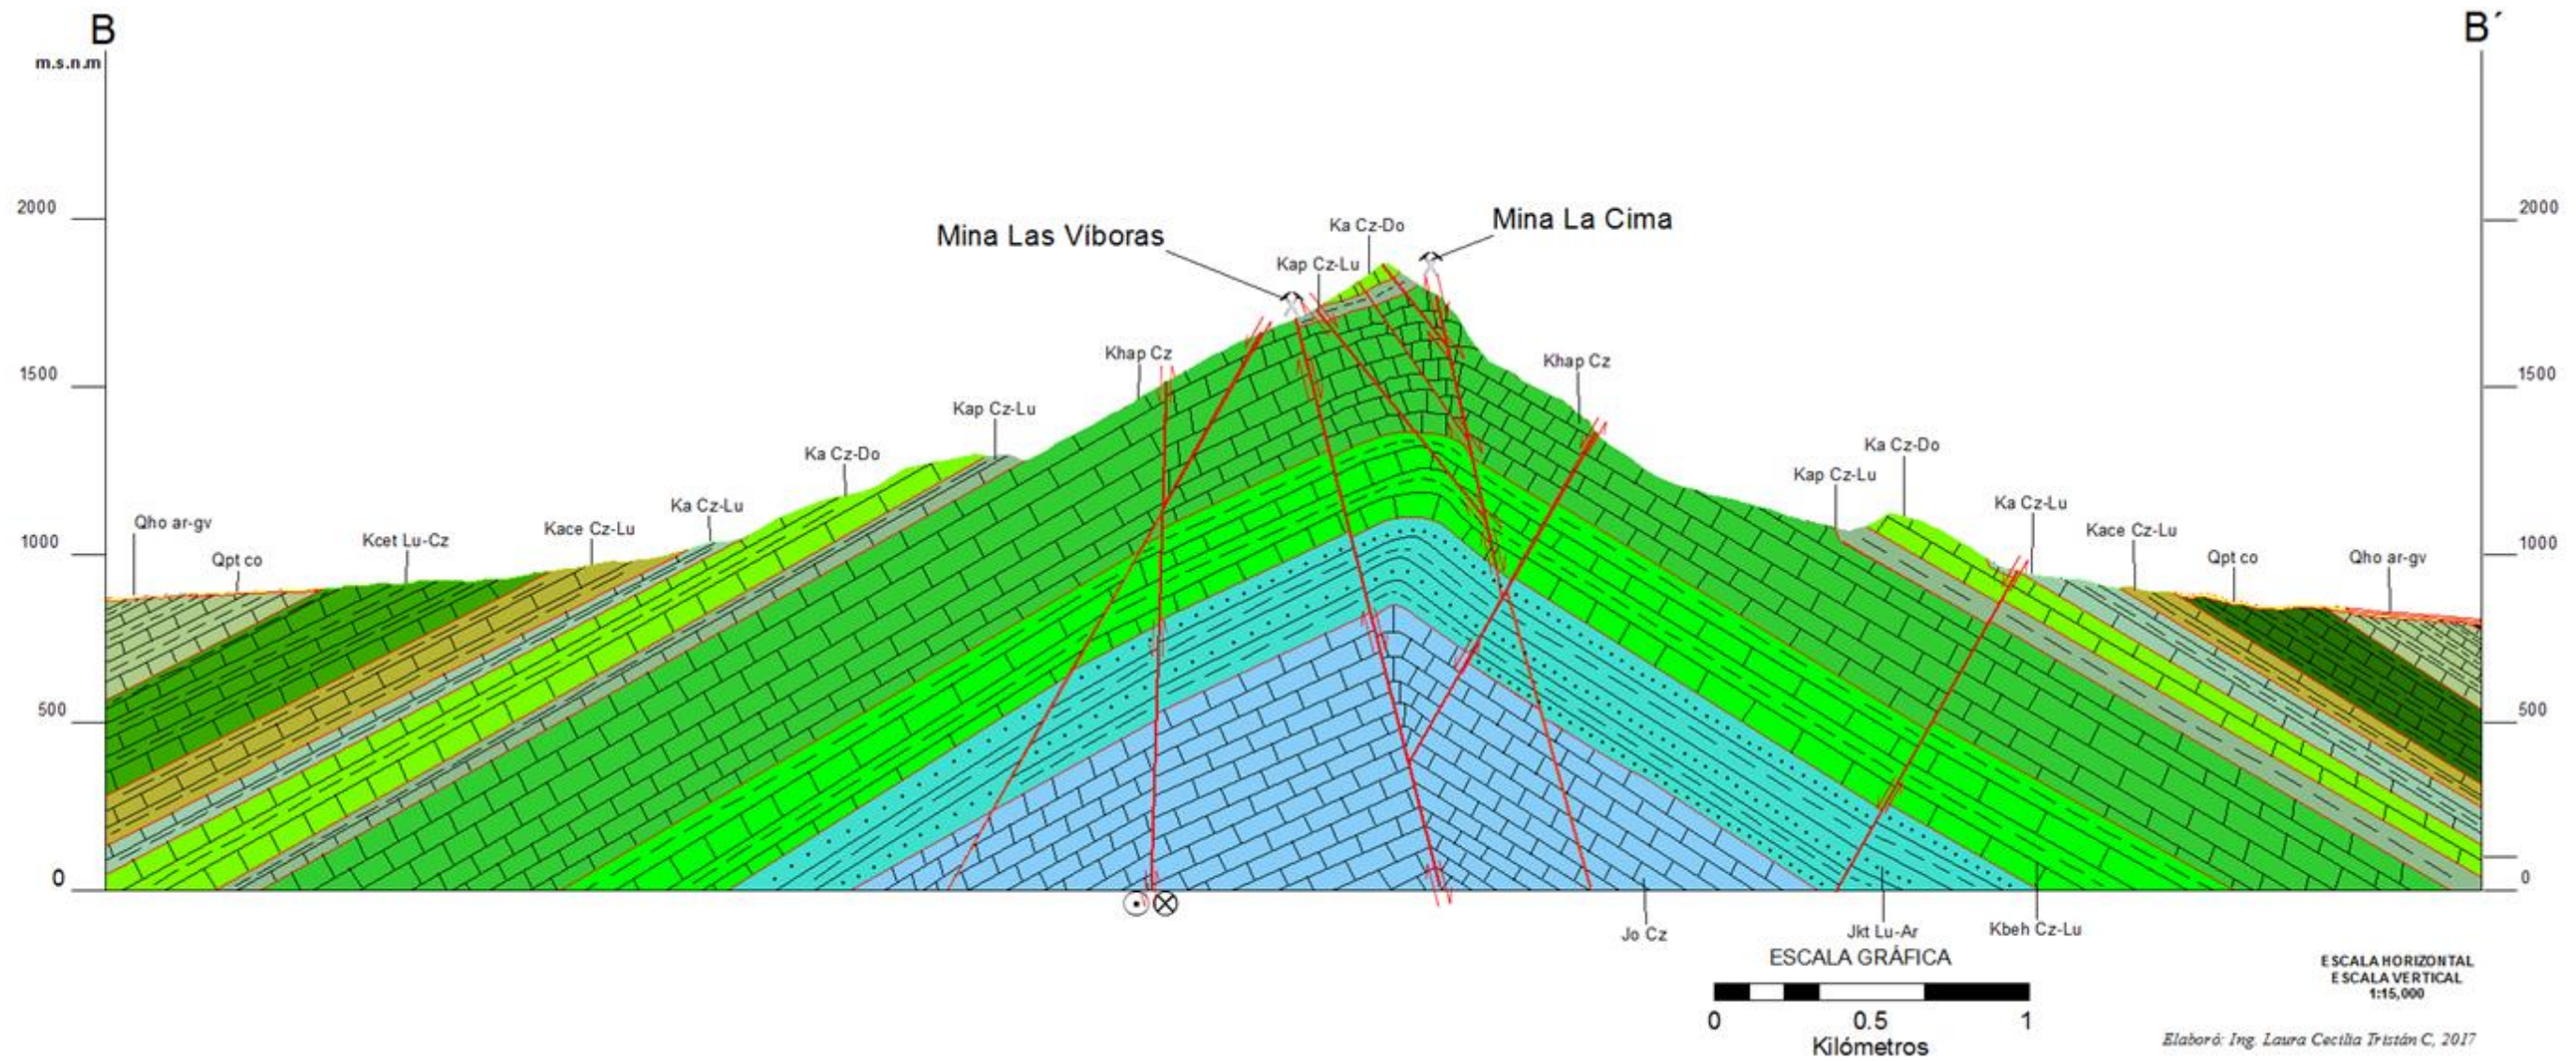 B
B´
m.s.n.m
2000
1500
1000
500
0
2000
1500
1000
500
0
Mina Las Víboras
Mina La Cima
Ka Cz-Do
Kap Cz-Lu
Khap Cz
Khap Cz
Kap Cz-Lu
Ka Cz-Do
Ka Cz-Lu
Kace Cz-Lu
Kcet Lu-Cz
Qpt co
Qho ar-gv
Ka Cz-Do
Kap Cz-Lu
Ka Cz-Lu
Kace Cz-Lu
Qpt co
Qho ar-gv
Jo Cz
Jkt Lu-Ar
Kbeh Cz-Lu
ESCALA GRÁFICA
0 0.5 1
Kilómetros
ESCALA HORIZONTAL
ESCALA VERTICAL
1:15,000
Elaboró: Ing. Laura Cecilia Tristán C, 2017